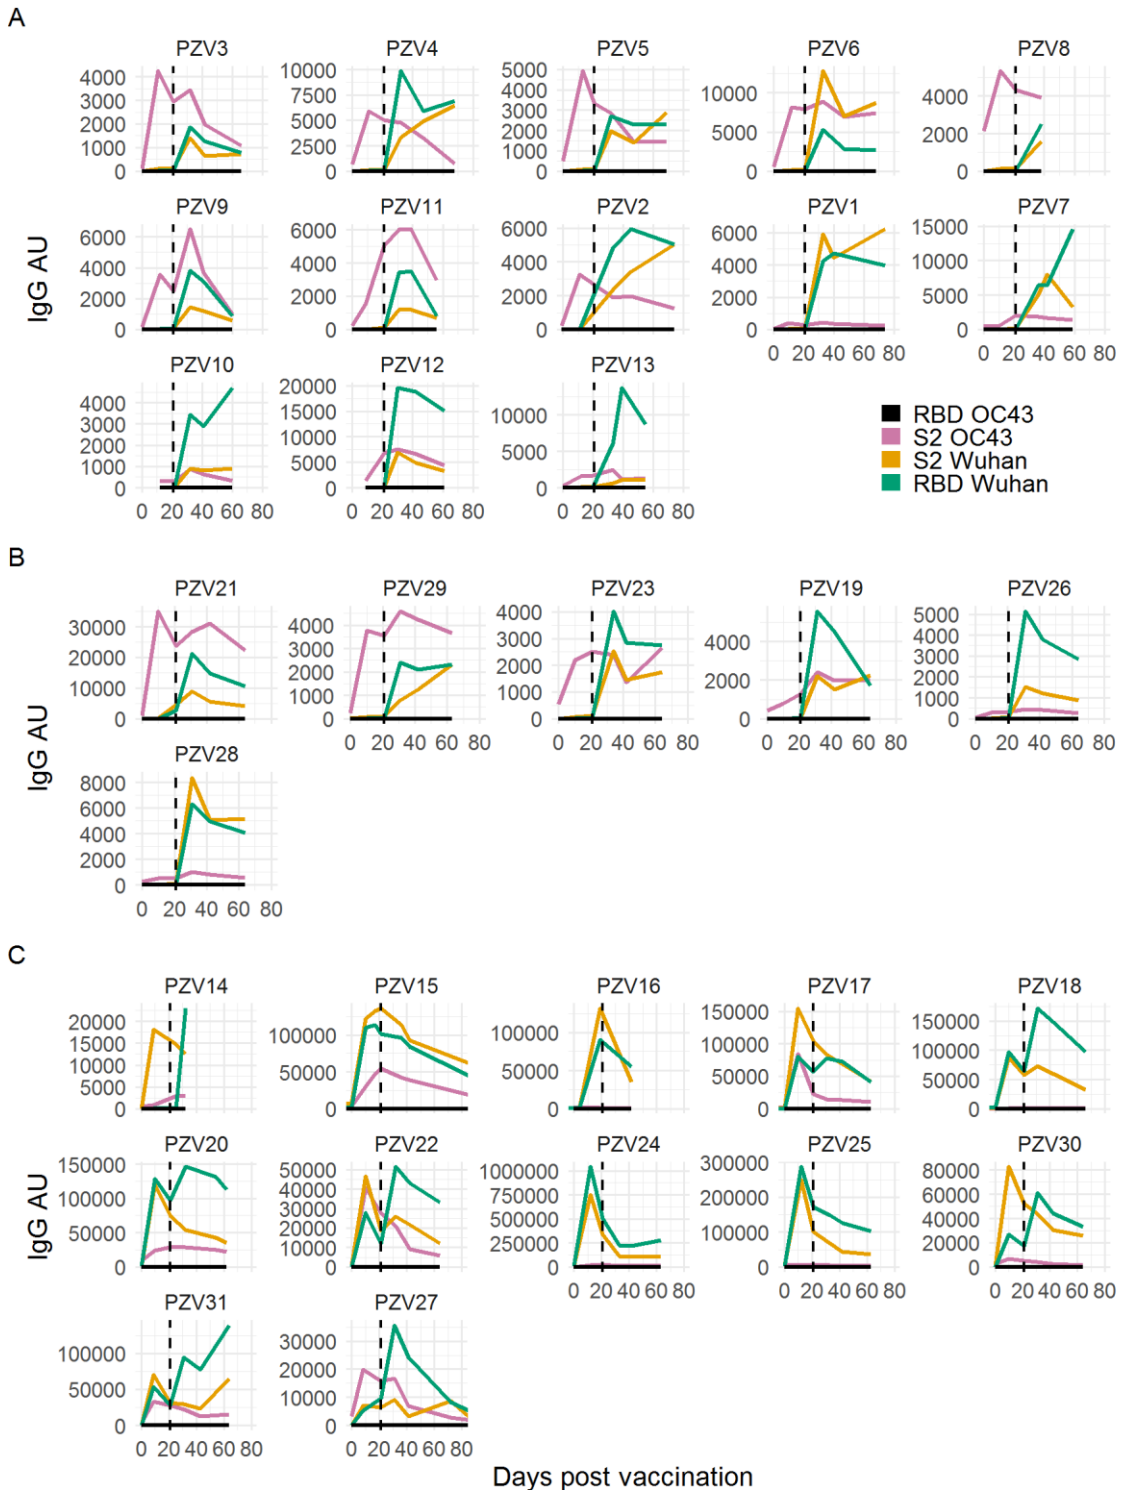 A
PZV3 PZV4 PZV5 PZV6 PZV8
4000 3000 2000 1000 0
10000 7500 5000 2500 0
5000 4000 3000 2000 1000 0
10000 5000 0
4000 2000 0
PZV9 PZV11 PZV2 PZV1 PZV7
6000 4000 2000 0
6000 4000 2000 0
6000 4000 2000 0
6000 4000 2000 0
15000 10000 5000 0
0 20 40 60 80
0 20 40 60 80
IgG AU
PZV10 PZV12 PZV13
4000 3000 2000 1000 0
20000 15000 10000 5000 0
10000 5000 0
0 20 40 60 80
0 20 40 60 80
0 20 40 60 80
RBD OC43
S2 OC43
S2 Wuhan
RBD Wuhan
B
PZV21 PZV29 PZV23 PZV19 PZV26
30000 20000 10000 0
4000 3000 2000 1000 0
4000 3000 2000 1000 0
4000 2000 0
5000 4000 3000 2000 1000 0
0 20 40 60 80
0 20 40 60 80
0 20 40 60 80
0 20 40 60 80
IgG AU
PZV28
8000 6000 4000 2000 0
0 20 40 60 80
C
PZV14 PZV15 PZV16 PZV17 PZV18
20000 15000 10000 5000 0
100000 50000 0
100000 50000 0
150000 100000 50000 0
150000 100000 50000 0
PZV20 PZV22 PZV24 PZV25 PZV30
150000 100000 50000 0
50000 40000 30000 20000 10000 0
1000000 750000 500000 250000 0
300000 200000 100000 0
80000 60000 40000 20000 0
0 20 40 60 80
0 20 40 60 80
0 20 40 60 80
IgG AU
PZV31 PZV27
100000 50000 0
30000 20000 10000 0
0 20 40 60 80
0 20 40 60 80
Days post vaccination